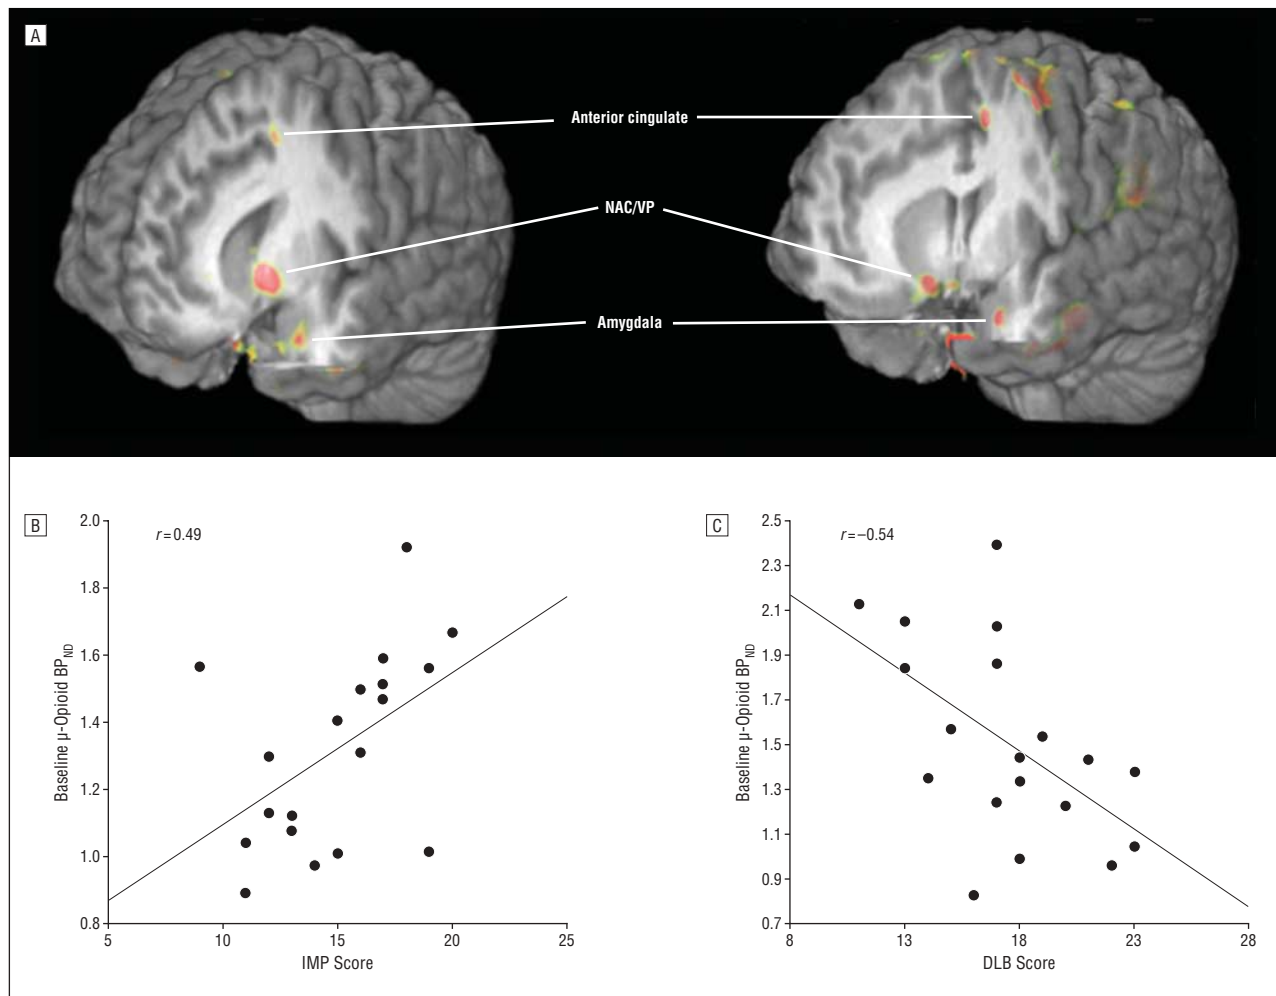 A
Anterior cingulate
NAC/VP
Amygdala
B
r=0.49
Baseline μ-Opioid BPND
2.0
1.8
1.6
1.4
1.2
1.0
0.8
5
10
15
20
25
IMP Score
C
r=–0.54
Baseline μ-Opioid BPND
2.5
2.3
2.1
1.9
1.7
1.5
1.3
1.1
0.9
0.7
8
13
18
23
28
DLB Score